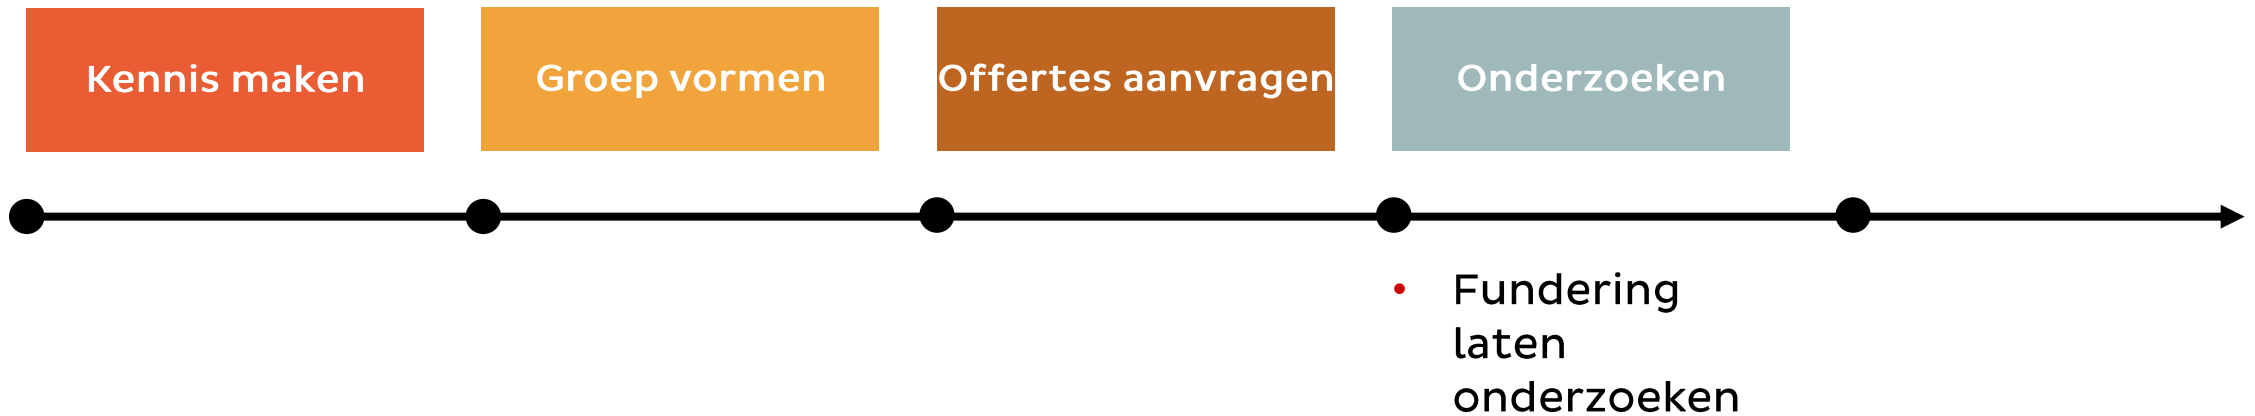 Kennis maken
Groep vormen
Offertes aanvragen
Onderzoeken
• Fundering
laten
onderzoeken